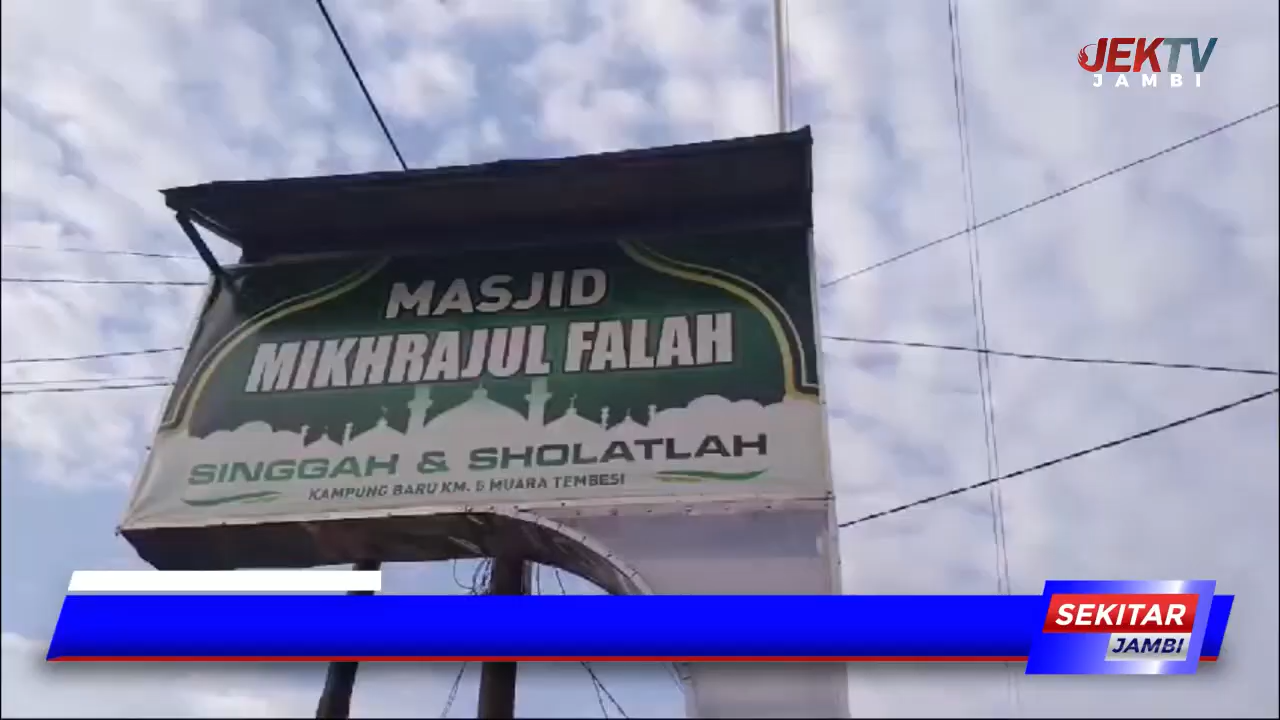 JEKTV
JAMBI
MASJID
MIKHRAJUL FALAH
SINGGAH & SHOLATLAH
KAMPUNG BARU KM. 5 MUARA TEMBESI
SEKITAR
JAMBI